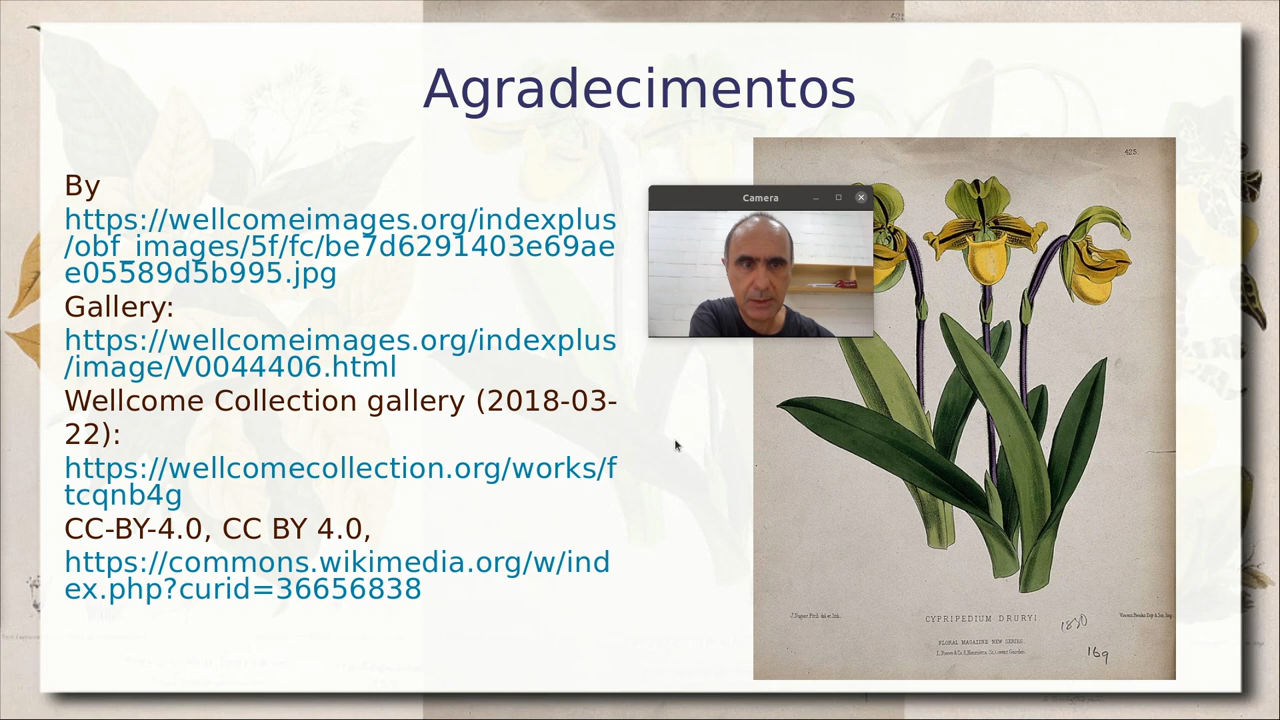 Agradecimentos
By
https://wellcomeimages.org/indexplus
/obf_images/5f/fc/be7d6291403e69ae
e05589d5b995.jpg
Gallery:
https://wellcomeimages.org/indexplus
/image/V0044406.html
Wellcome Collection gallery (2018-03-
22):
https://wellcomecollection.org/works/f
tcqnb4g
CC-BY-4.0, CC BY 4.0,
https://commons.wikimedia.org/w/ind
ex.php?curid=36656838
Camera
425.
CYPRIPEDIUM DRURYI
1880
FLORAL MAGAZINE NEW SERIES.
169